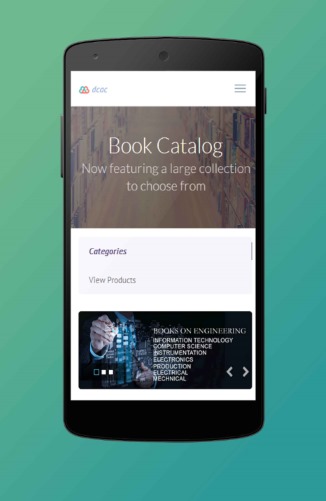 dcac
Book Catalog
Now featuring a large collection
to choose from
Categories
View Products
BOOKS ON ENGINEERING
INFORMATION TECHNOLOGY
COMPUTER SCIENCE
INSTRUMENTATION
ELECTRONICS
PRODUCTION
ELECTRICAL
MECHNICAL